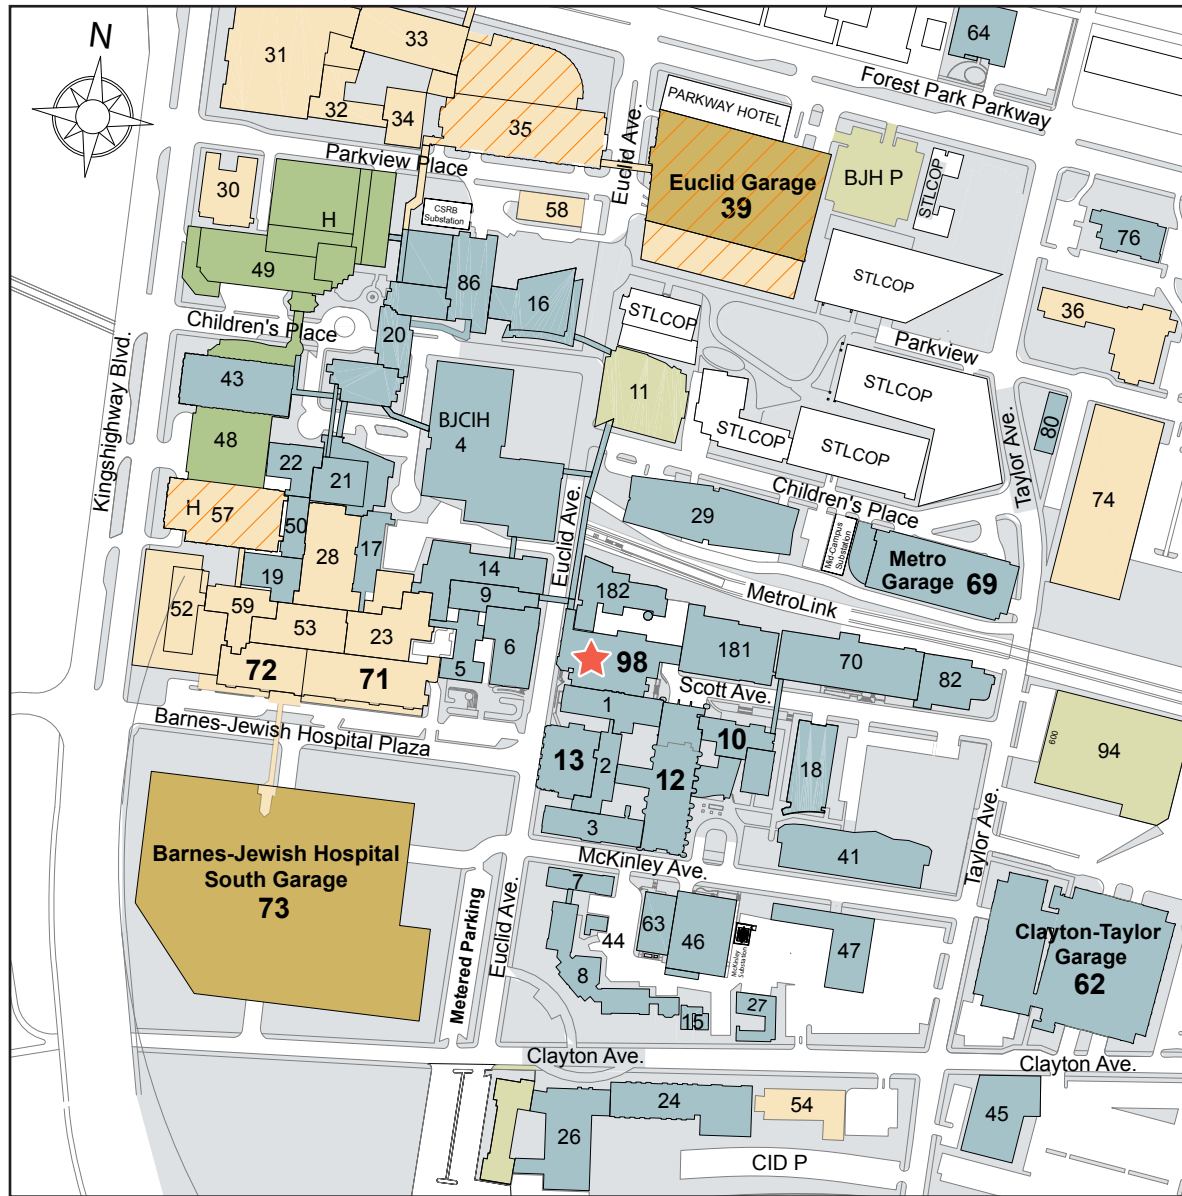 N
31
33
64
Forest Park Parkway
32
34
35
PARKWAY HOTEL
Euclid Ave.
Parkview Place
30
H
CSRB
Substation
58
Euclid Garage
39
BJH P
STLCOP
76
49
86
16
STLCOP
STLCOP
36
Children's Place
20
Parkview
Kingshighway Blvd.
43
11
STLCOP
BJCIH
4
STLCOP
STLCOP
80
Taylor Ave.
48
22
21
74
Children's Place
H
57
50
28
17
Euclid Ave.
29
Mid-Campus
Substation
Metro
Garage
69
MetroLink
19
14
9
182
52
59
53
23
6
5
72
71
98
181
70
82
Scott Ave.
1
Barnes-Jewish Hospital Plaza
10
13
2
12
18
600
94
3
McKinley Ave.
41
Taylor Ave.
Barnes-Jewish Hospital
South Garage
73
Metered Parking
Euclid Ave.
7
63
46
44
McKinley
Substation
47
Clayton-Taylor
Garage
62
8
15
27
Clayton Ave.
Clayton Ave.
24
54
45
26
CID P